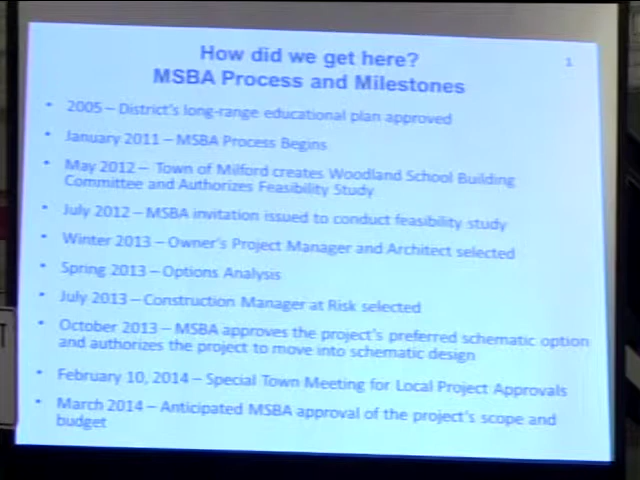 How did we get here?
1
MSBA Process and Milestones
• 2005 – District's long-range educational plan approved
• January 2011 – MSBA Process Begins
• May 2012 – Town of Milford creates Woodland School Building
Committee and Authorizes Feasibility Study
• July 2012 – MSBA invitation issued to conduct feasibility study
• Winter 2013 – Owner's Project Manager and Architect selected
• Spring 2013 – Options Analysis
• July 2013 – Construction Manager at Risk selected
• October 2013 – MSBA approves the project's preferred schematic option
and authorizes the project to move into schematic design
• February 10, 2014 – Special Town Meeting for Local Project Approvals
• March 2014 – Anticipated MSBA approval of the project's scope and
budget
T